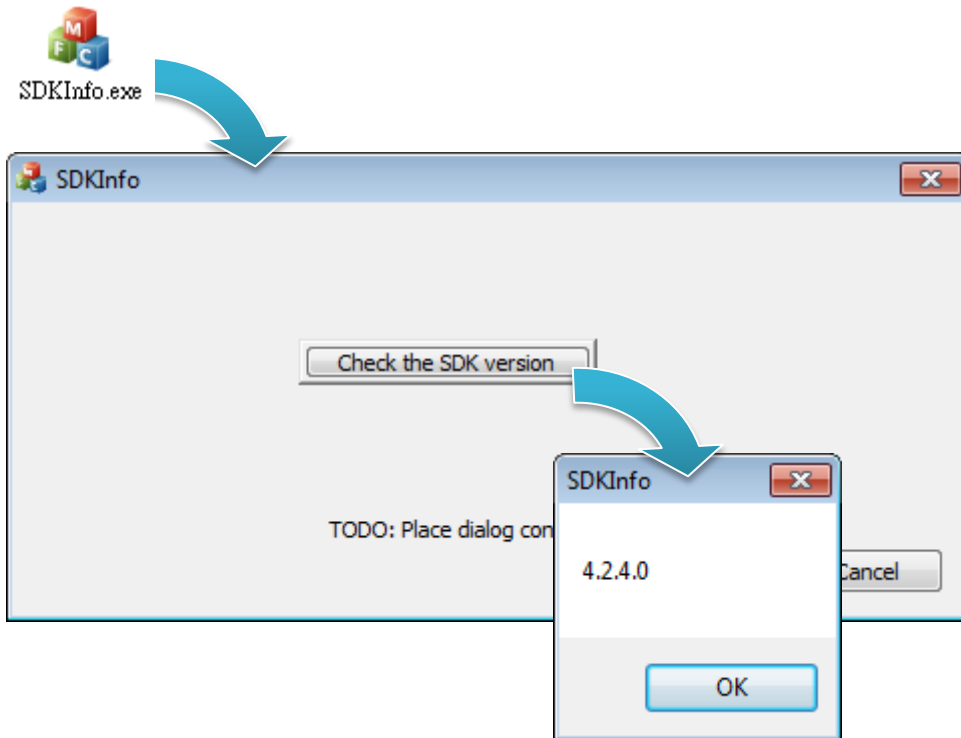 M
F C
SDKInfo.exe
SDKInfo
Check the SDK version
SDKInfo
TODO: Place dialog con
4.2.4.0
Cancel
OK